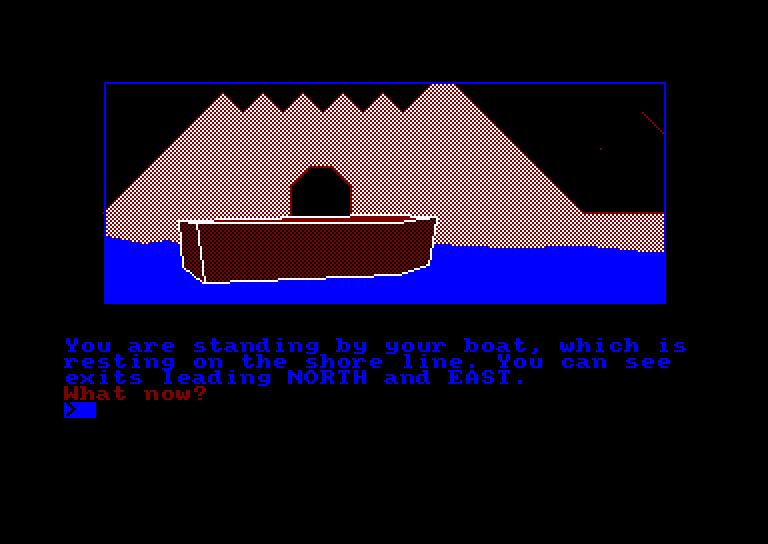 You are standing by your boat, which is
resting on the shore line. You can see
exits leading NORTH and EAST.
What now?
>